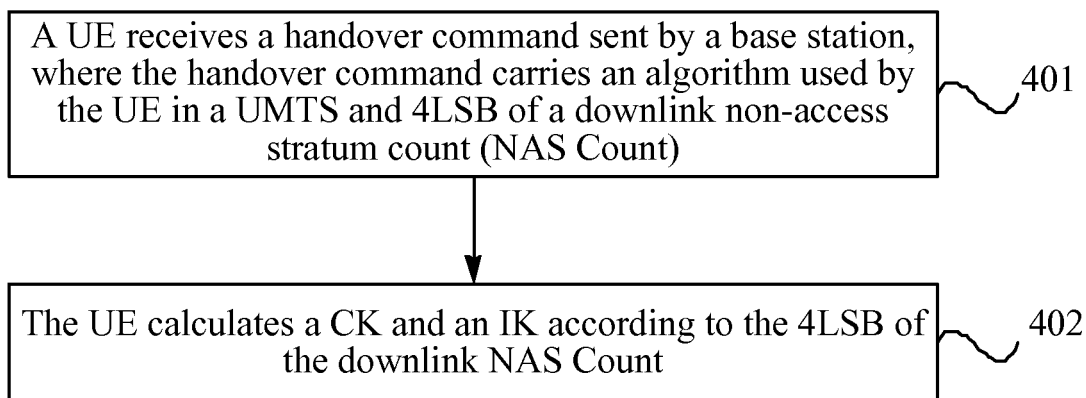 A UE receives a handover command sent by a base station,
where the handover command carries an algorithm used by
the UE in a UMTS and 4LSB of a downlink non-access
stratum count (NAS Count)
401
The UE calculates a CK and an IK according to the 4LSB of
the downlink NAS Count
402